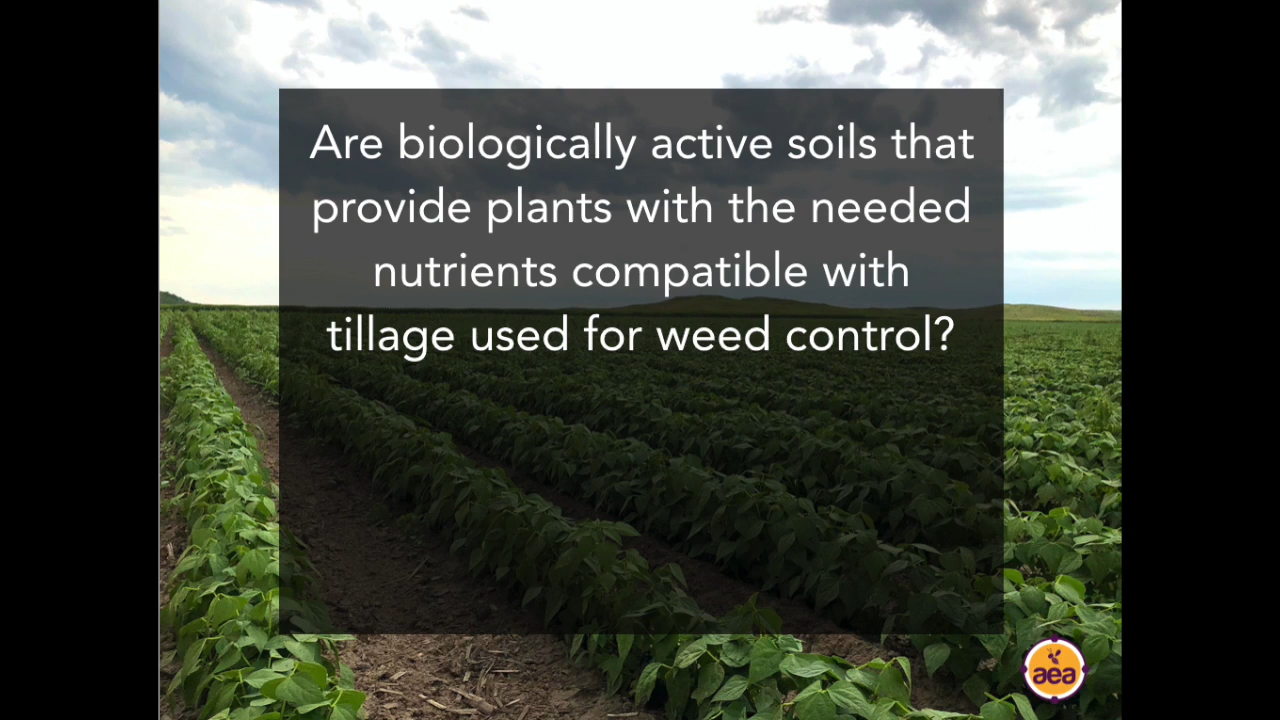 Are biologically active soils that
provide plants with the needed
nutrients compatible with
tillage used for weed control?
aea